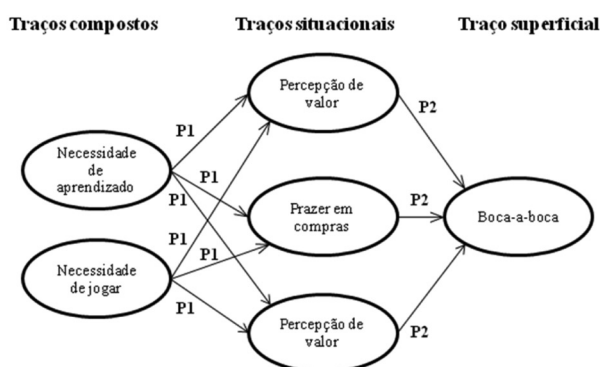 Traços compostos
Traços situacionais
Traço superficial
Percepção de
valor
P1
P2
Necessidade
de
aprendizado
P1
P1
Prazer em
compras
P2
Boca-a-boca
P1
P1
Necessidade
de jogar
P1
Percepção de
valor
P2